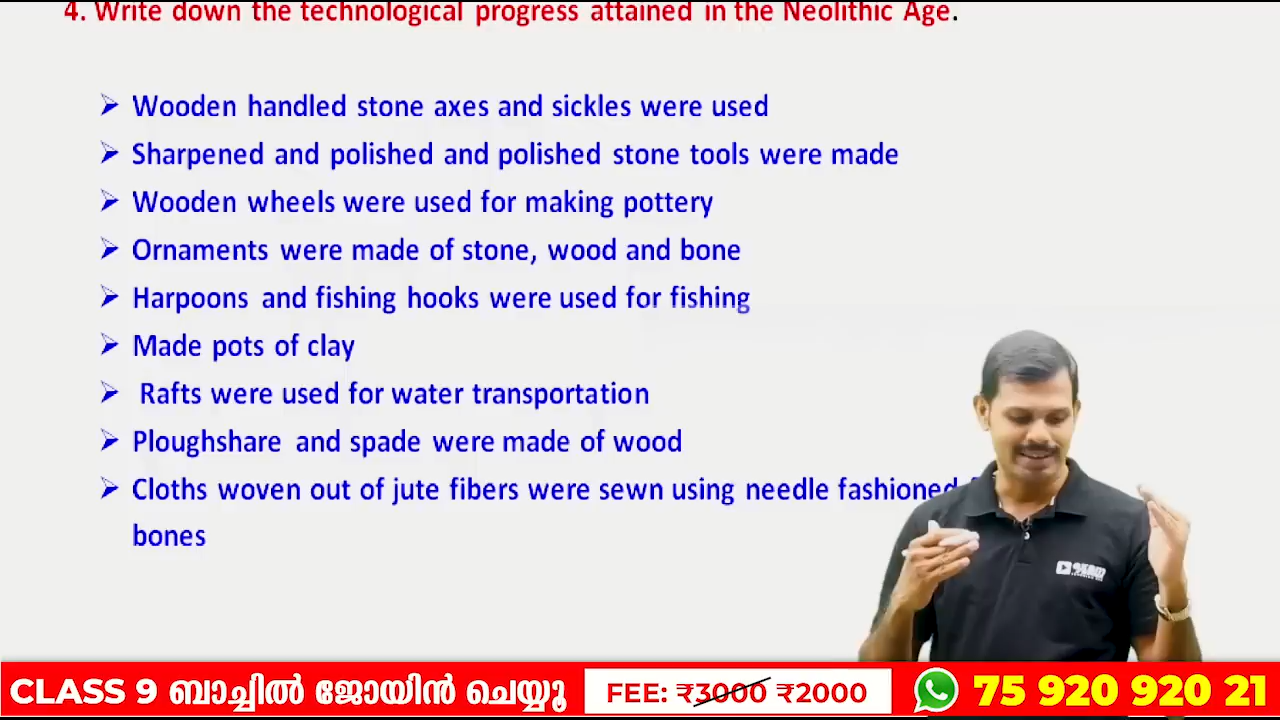 4. Write down the technological progress attained in the Neolithic Age.
➢ Wooden handled stone axes and sickles were used
➢ Sharpened and polished and polished stone tools were made
➢ Wooden wheels were used for making pottery
➢ Ornaments were made of stone, wood and bone
➢ Harpoons and fishing hooks were used for fishing
➢ Made pots of clay
➢ Rafts were used for water transportation
➢ Ploughshare and spade were made of wood
➢ Cloths woven out of jute fibers were sewn using needle fashioned
bones
CLASS 9 ബാച്ചിൽ ജോയിൻ ചെയ്യൂ
FEE: ₹3000 ₹2000
75 920 920 21